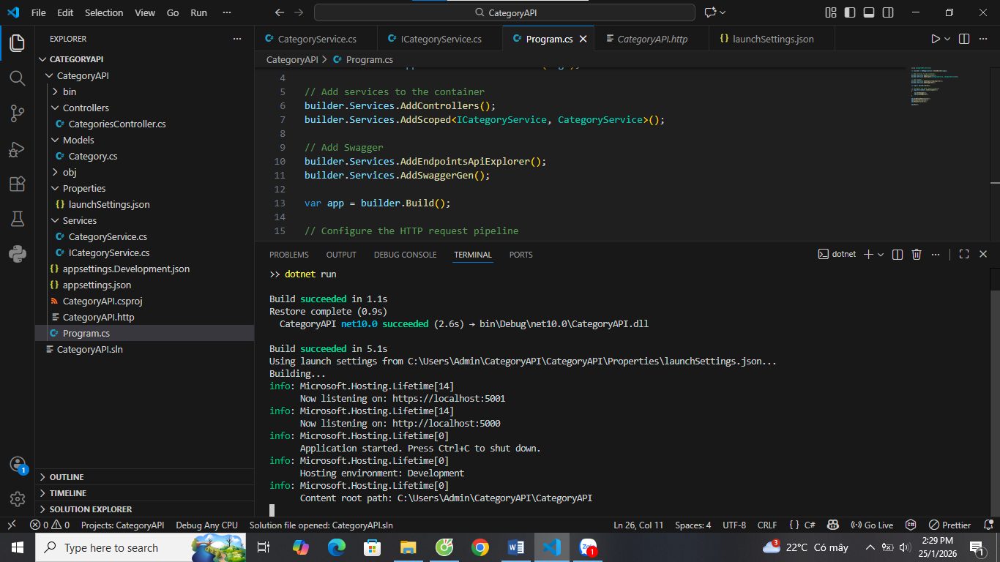 File Edit Selection View Go Run ···
CategoryAPI
EXPLORER ···
CATEGORYAPI
CategoryAPI
bin
Controllers
C# CategoriesController.cs
Models
C# Category.cs
obj
Properties
{} launchSettings.json
Services
C# CategoryService.cs
C# ICategoryService.cs
{} appsettings.Development.json
{} appsettings.json
CategoryAPI.csproj
CategoryAPI.http
C# Program.cs
CategoryAPI.sln
OUTLINE
TIMELINE
SOLUTION EXPLORER
1
C# CategoryService.cs C# ICategoryService.cs C# Program.cs CategoryAPI.http {} launchSettings.json ···
CategoryAPI > C# Program.cs
4
5 // Add services to the container
6 builder.Services.AddControllers();
7 builder.Services.AddScoped<ICategoryService, CategoryService>();
8
9 // Add Swagger
10 builder.Services.AddEndpointsApiExplorer();
11 builder.Services.AddSwaggerGen();
12
13 var app = builder.Build();
14
15 // Configure the HTTP request pipeline
PROBLEMS OUTPUT DEBUG CONSOLE TERMINAL PORTS dotnet ···
>> dotnet run
Build succeeded in 1.1s
Restore complete (0.9s)
CategoryAPI net10.0 succeeded (2.6s) → bin\Debug\net10.0\CategoryAPI.dll
Build succeeded in 5.1s
Using launch settings from C:\Users\Admin\CategoryAPI\CategoryAPI\Properties\launchSettings.json...
Building...
info: Microsoft.Hosting.Lifetime[14]
Now listening on: https://localhost:5001
info: Microsoft.Hosting.Lifetime[14]
Now listening on: http://localhost:5000
info: Microsoft.Hosting.Lifetime[0]
Application started. Press Ctrl+C to shut down.
info: Microsoft.Hosting.Lifetime[0]
Hosting environment: Development
info: Microsoft.Hosting.Lifetime[0]
Content root path: C:\Users\Admin\CategoryAPI\CategoryAPI
0 0 Projects: CategoryAPI Debug Any CPU Solution file opened: CategoryAPI.sln Ln 26, Col 11 Spaces: 4 UTF-8 CRLF {} C# Go Live Prettier
Type here to search
3 22°C Có mây
2:29 PM
25/1/2026
1